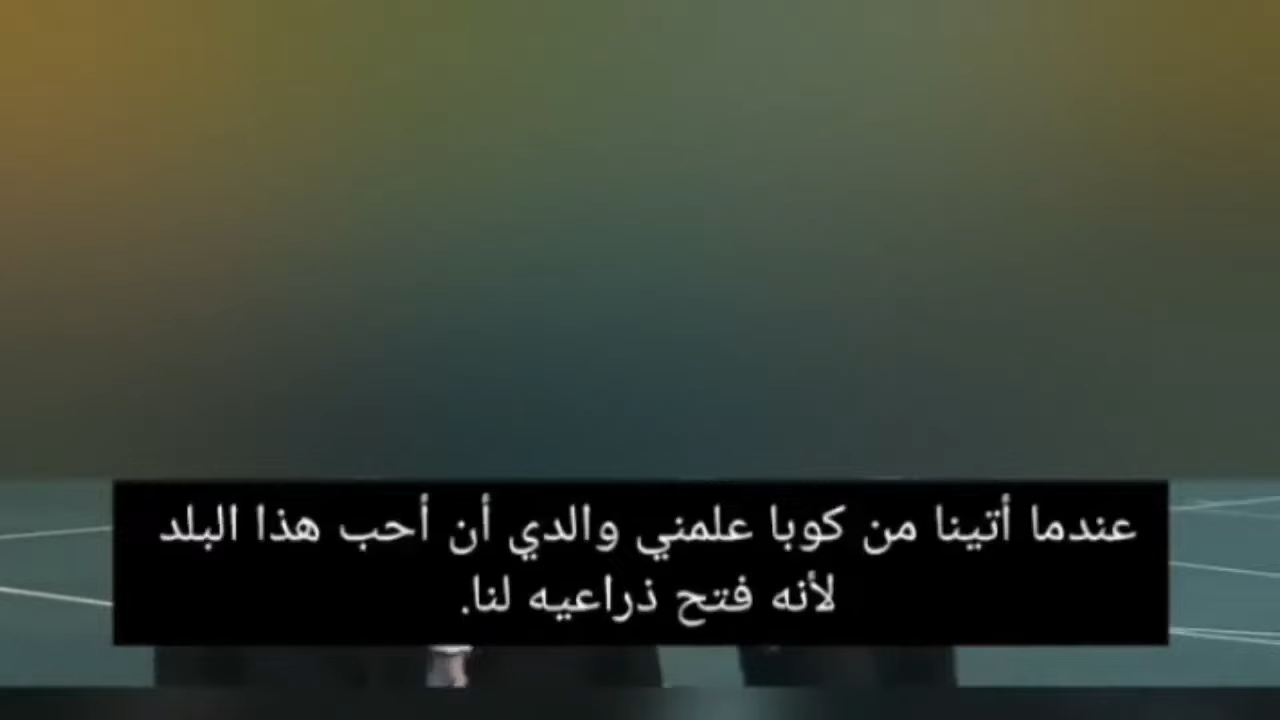 عندما أتينا من كوبا علمني والدي أن أحب هذا البلد
لأنه فتح ذراعيه لنا.